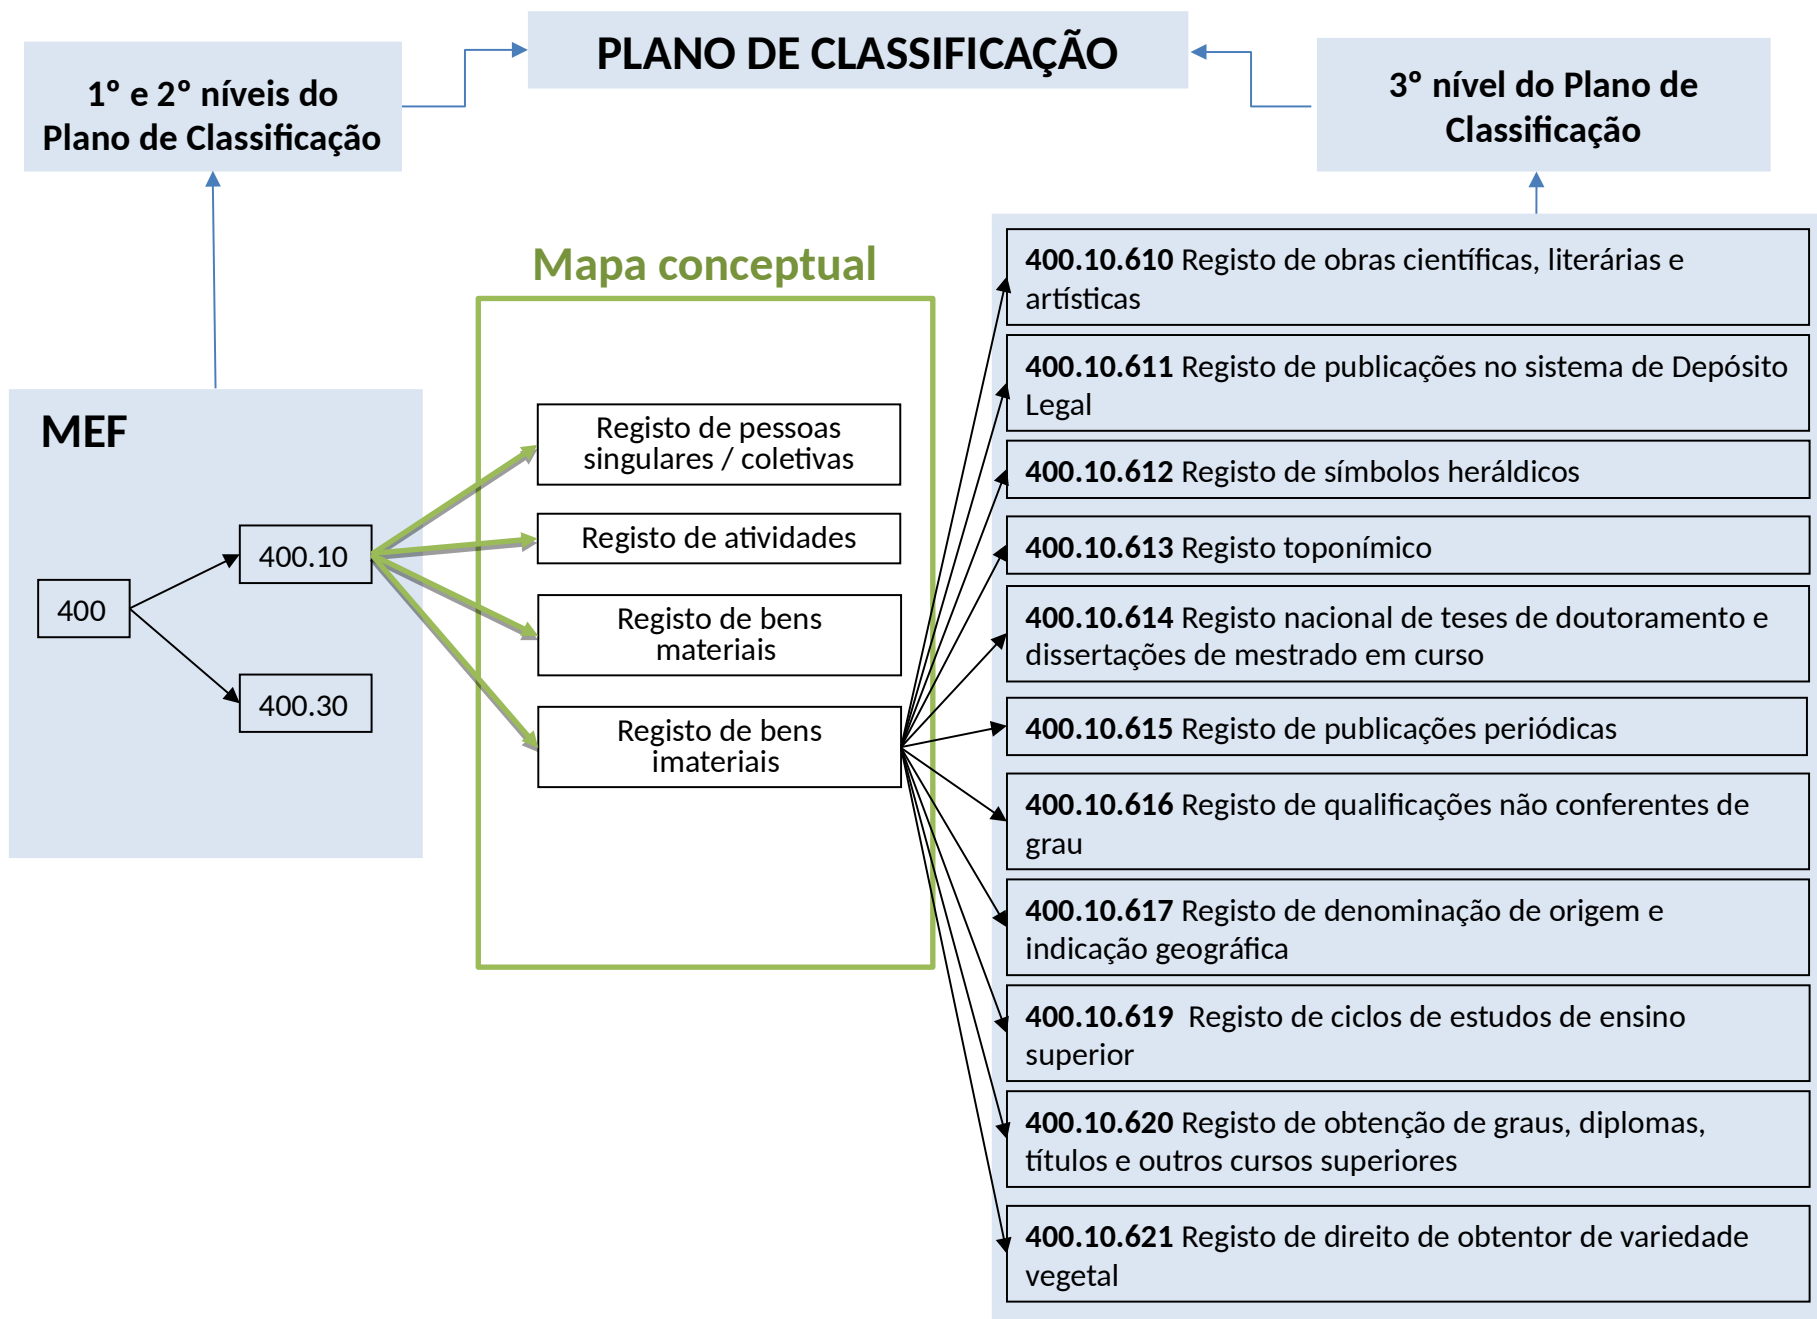 PLANO DE CLASSIFICAÇÃO
1º e 2º níveis do
Plano de Classificação
3º nível do Plano de
Classificação
MEF
400
400.10
400.30
Mapa conceptual
Registo de pessoas
singulares / coletivas
Registo de atividades
Registo de bens
materiais
Registo de bens
imateriais
400.10.610 Registo de obras científicas, literárias e
artísticas
400.10.611 Registo de publicações no sistema de Depósito
Legal
400.10.612 Registo de símbolos heráldicos
400.10.613 Registo toponímico
400.10.614 Registo nacional de teses de doutoramento e
dissertações de mestrado em curso
400.10.615 Registo de publicações periódicas
400.10.616 Registo de qualificações não conferentes de
grau
400.10.617 Registo de denominação de origem e
indicação geográfica
400.10.619 Registo de ciclos de estudos de ensino
superior
400.10.620 Registo de obtenção de graus, diplomas,
títulos e outros cursos superiores
400.10.621 Registo de direito de obtentor de variedade
vegetal